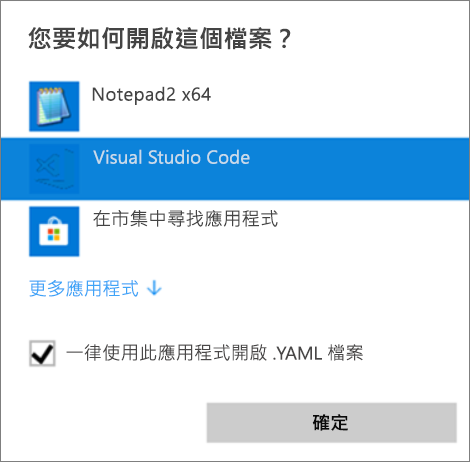 您要如何開啟這個檔案？
Notepad2 x64
Visual Studio Code
在市集中尋找應用程式
更多應用程式 ↓
一律使用此應用程式開啟 .YAML 檔案
確定